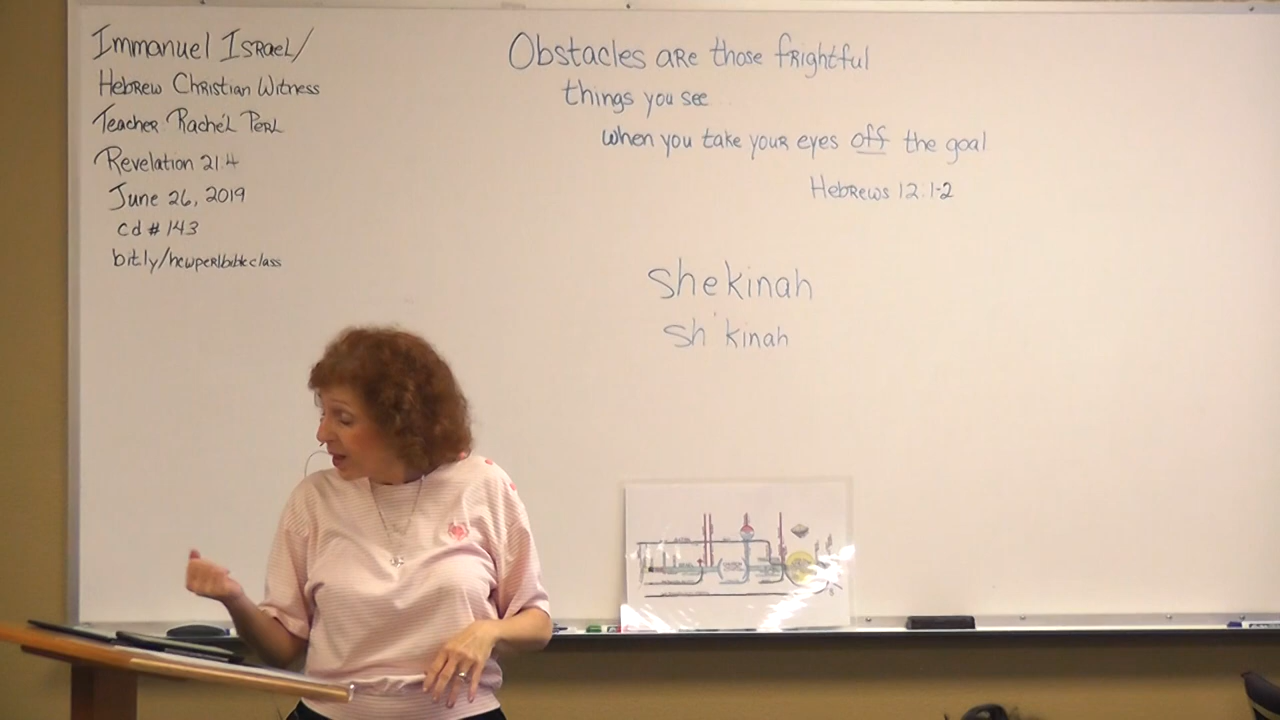 Immanuel Israel/
Hebrew Christian Witness
Teacher: Rachél Perl
Revelation 21:4
June 26, 2019
cd # 143
bit.ly/newperlbibleclass
Obstacles are those frightful
things you see
when you take your eyes off the goal
Hebrews 12:1-2
shekinah
sh'kinah